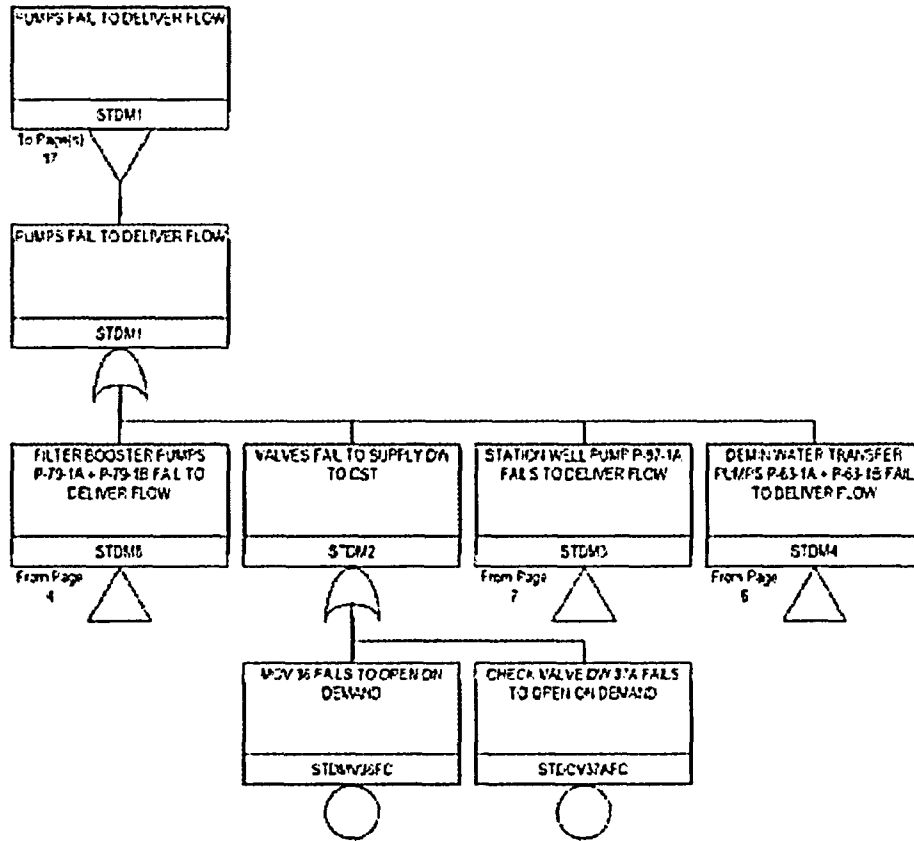 PUMPS FAIL TO DELIVER FLOW
STDM1
To Page(s)
17
PUMPS FAIL TO DELIVER FLOW
STDM1
FILTER BOOSTER PUMPS
P-79-1A + P-79-1B FAIL TO
DELIVER FLOW
STDM5
From Page
4
VALVES FAIL TO SUPPLY DW
TO CST
STDM2
STATION WELL PUMP
FAILS TO DELIVER FLOW
STDM3
From Page
7
DEMIN WATER TRANSFER
PUMPS P-63-1A + P-63-1B FAIL
TO DELIVER FLOW
STDM4
From Page
MOV 36 FAILS TO OPEN ON
DEMAND
STDMV36FC
CHECK VALVE DW 37A FAILS
TO OPEN ON DEMAND
STDCV37AFC